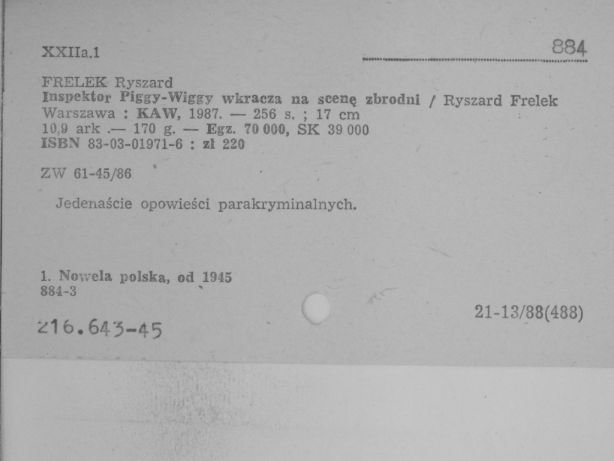 XXIIa.1
884
FRELEK Ryszard
Inspektor Piggy-Wiggy wkracza na scenę zbrodni / Ryszard Frelek
Warszawa : KAW, 1987. — 256 s. ; 17 cm
10,9 ark .— 170 g. — Egz. 70 000, SK 39 000
ISBN 83-03-01971-6 : zł 220
ZW 61-45/86
Jedenaście opowieści parakryminalnych.
1. Nowela polska, od 1945
884-3
21-13/88(488)
216.643-45